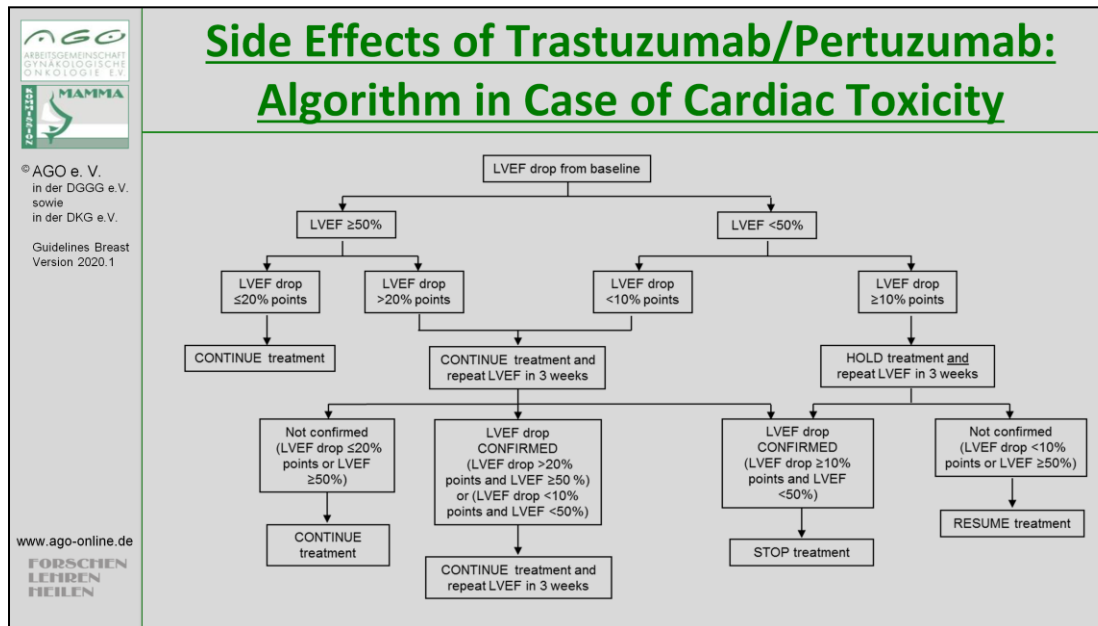 AGO
ARBEITSGEMEINSCHAFT
GYNÄKOLOGISCHE
ONKOLOGIE E.V.
KOMMISSION
MAMMA
© AGO e. V.
in der DGGG e.V.
sowie
in der DKG e.V.
Guidelines Breast
Version 2020.1
www.ago-online.de
FORSCHEN
LEHREN
HEILEN
Side Effects of Trastuzumab/Pertuzumab:
Algorithm in Case of Cardiac Toxicity
LVEF drop from baseline
LVEF ≥50%
LVEF <50%
LVEF drop
≤20% points
LVEF drop
>20% points
LVEF drop
<10% points
LVEF drop
≥10% points
CONTINUE treatment
CONTINUE treatment and
repeat LVEF in 3 weeks
HOLD treatment and
repeat LVEF in 3 weeks
Not confirmed
(LVEF drop ≤20%
points or LVEF
≥50%)
LVEF drop
CONFIRMED
(LVEF drop >20%
points and LVEF ≥50 %)
or (LVEF drop <10%
points and LVEF <50%)
LVEF drop
CONFIRMED
(LVEF drop ≥10%
points and LVEF
<50%)
Not confirmed
(LVEF drop <10%
points or LVEF ≥50%)
CONTINUE
treatment
CONTINUE treatment and
repeat LVEF in 3 weeks
STOP treatment
RESUME treatment